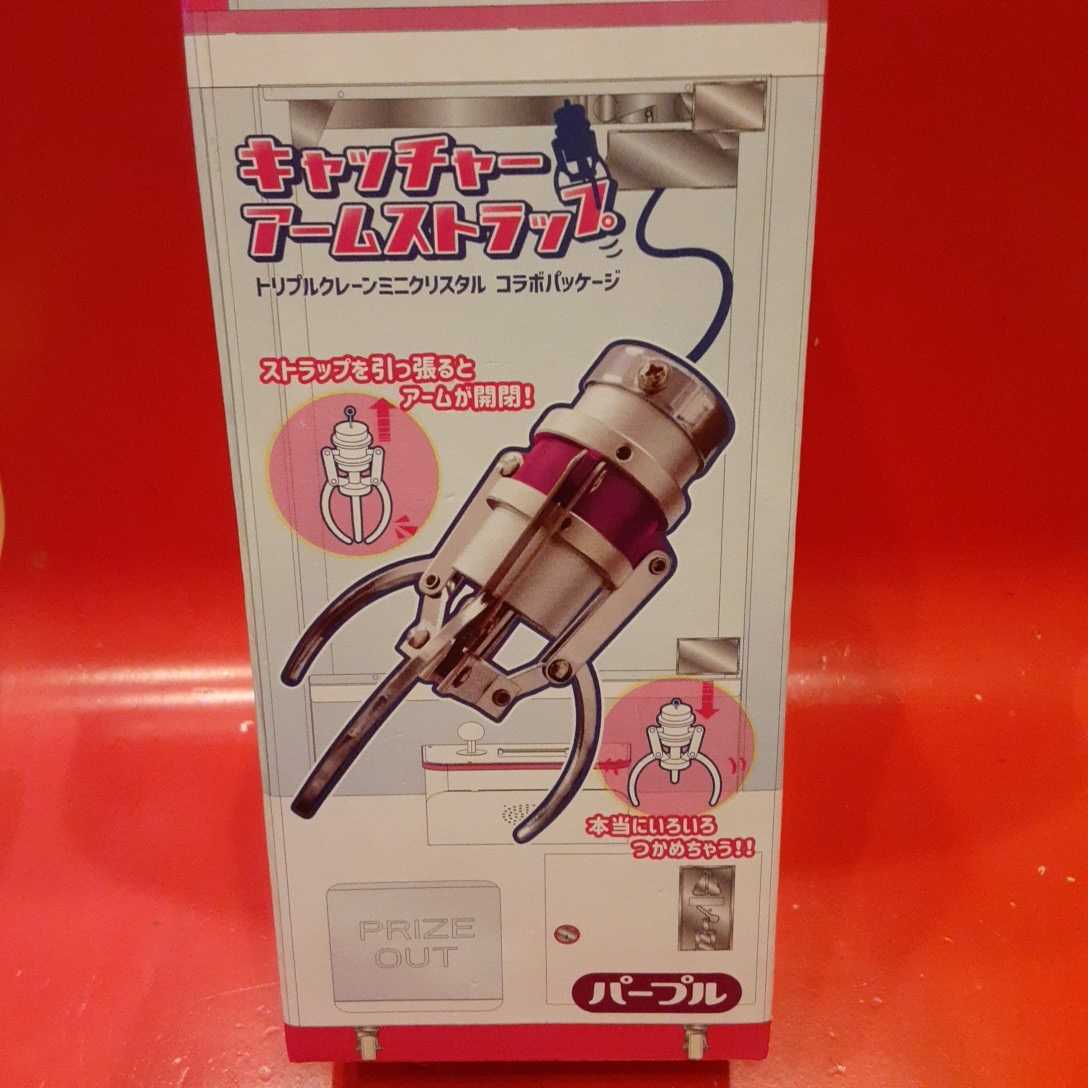 キャッチャー
アームストラップ
トリプルクレーンミニクリスタル コラボパッケージ
ストラップを引っ張ると
アームが開閉!
本当にいろいろ
つかめちゃう!!
PRIZE
OUT
パープル